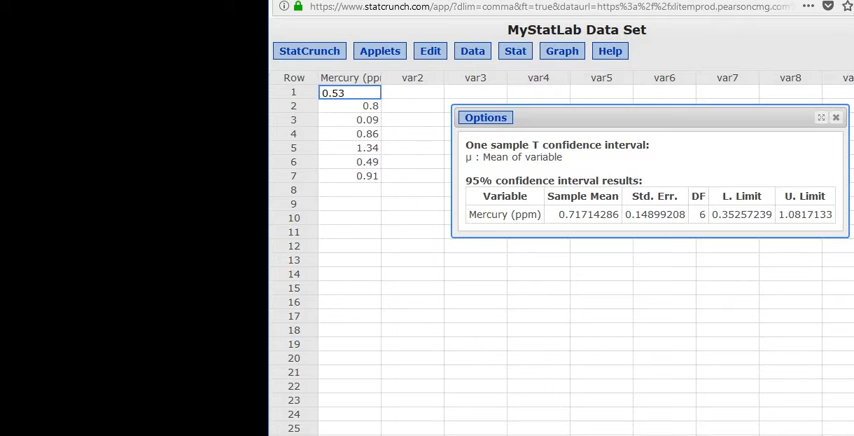 https://www.statcrunch.com/app/?dlim=comma&ft=true&dataurl=https%3a%2f%2fxlitemprod.pearsoncmg.com%
MyStatLab Data Set
StatCrunch Applets Edit Data Stat Graph Help
Row Mercury (ppm var2 var3 var4 var5 var6 var7 var8 va
1 0.53
2 0.8
3 0.09
4 0.86
5 1.34
6 0.49
7 0.91
8
9
10
11
12
13
14
15
16
17
18
19
20
21
22
23
24
25
Options
One sample T confidence interval:
μ : Mean of variable
95% confidence interval results:
Variable Sample Mean Std. Err. DF L. Limit U. Limit
Mercury (ppm) 0.71714286 0.14899208 6 0.35257239 1.0817133